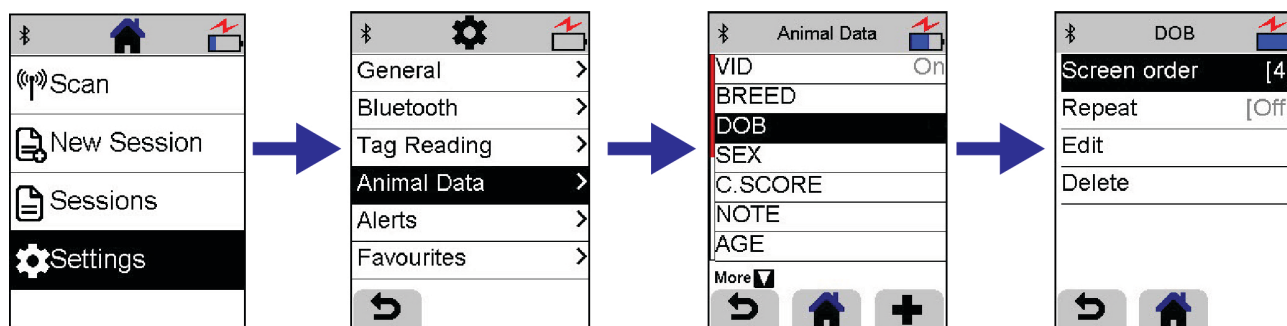 Scan
New Session
Sessions
Settings
General
Bluetooth
Tag Reading
Animal Data
Alerts
Favourites
Animal Data
VID On
BREED
DOB
SEX
C.SCORE
NOTE
AGE
More
DOB
Screen order [4
Repeat [Off
Edit
Delete